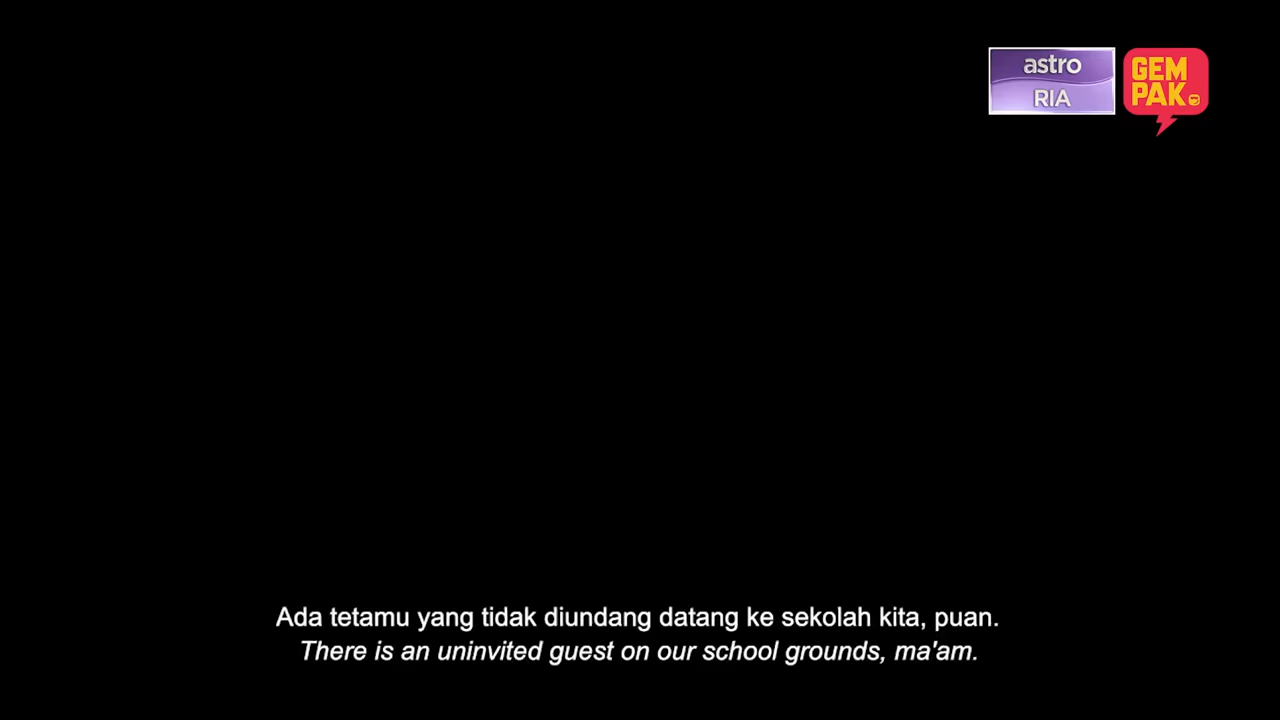 astro
RIA
GEM
PAK
Ada tetamu yang tidak diundang datang ke sekolah kita, puan.
There is an uninvited guest on our school grounds, ma'am.